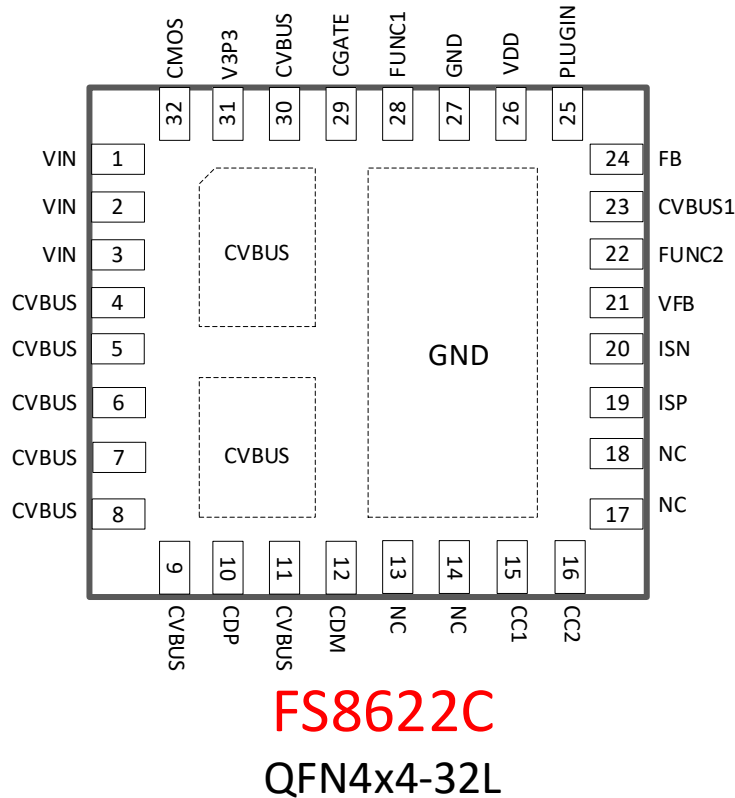 CMOS V3P3 CVBUS CGATE FUNC1 GND VDD PLUGIN
32 31 30 29 28 27 26 25
VIN 1 24 FB
VIN 2 23 CVBUS1
VIN 3 CVBUS 22 FUNC2
CVBUS 4 21 VFB
CVBUS 5 GND 20 ISN
CVBUS 6 19 ISP
CVBUS 7 CVBUS 18 NC
CVBUS 8 17 NC
9 10 11 12 13 14 15 16
CVBUS CDP CVBUS CDM NC NC CC1 CC2
FS8622C
QFN4x4-32L